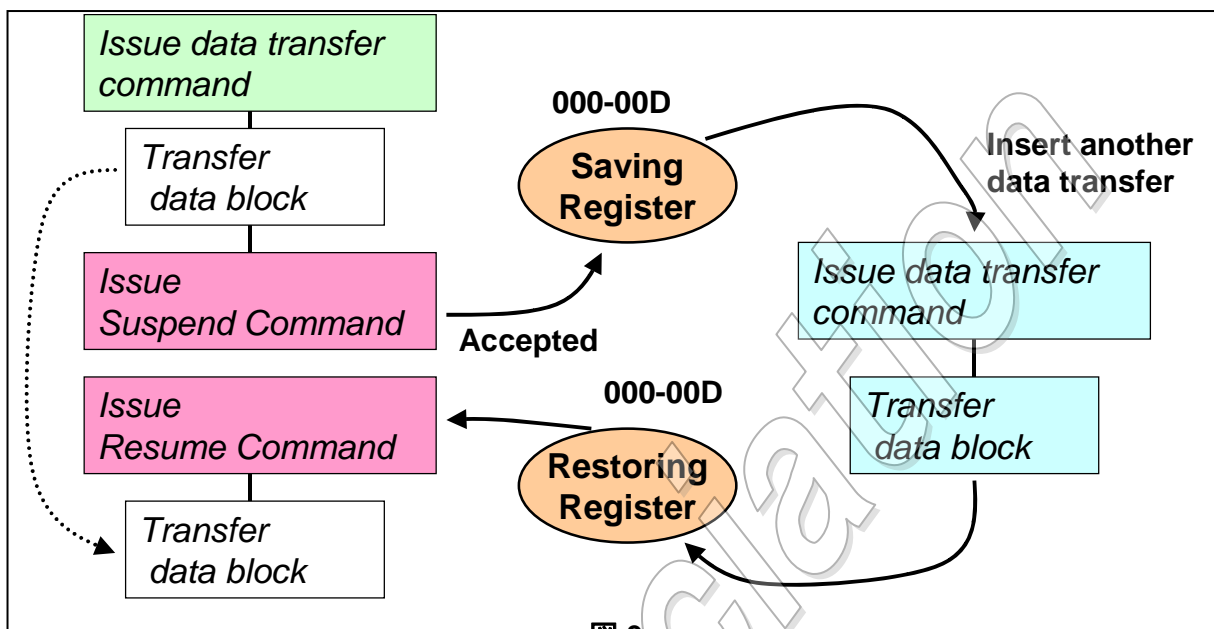 Issue data transfer
command
Transfer
data block
Issue
Suspend Command
Accepted
000-00D
Saving
Register
Insert another
data transfer
Issue data transfer
command
Transfer
data block
000-00D
Restoring
Register
Issue
Resume Command
Transfer
data block
ciation